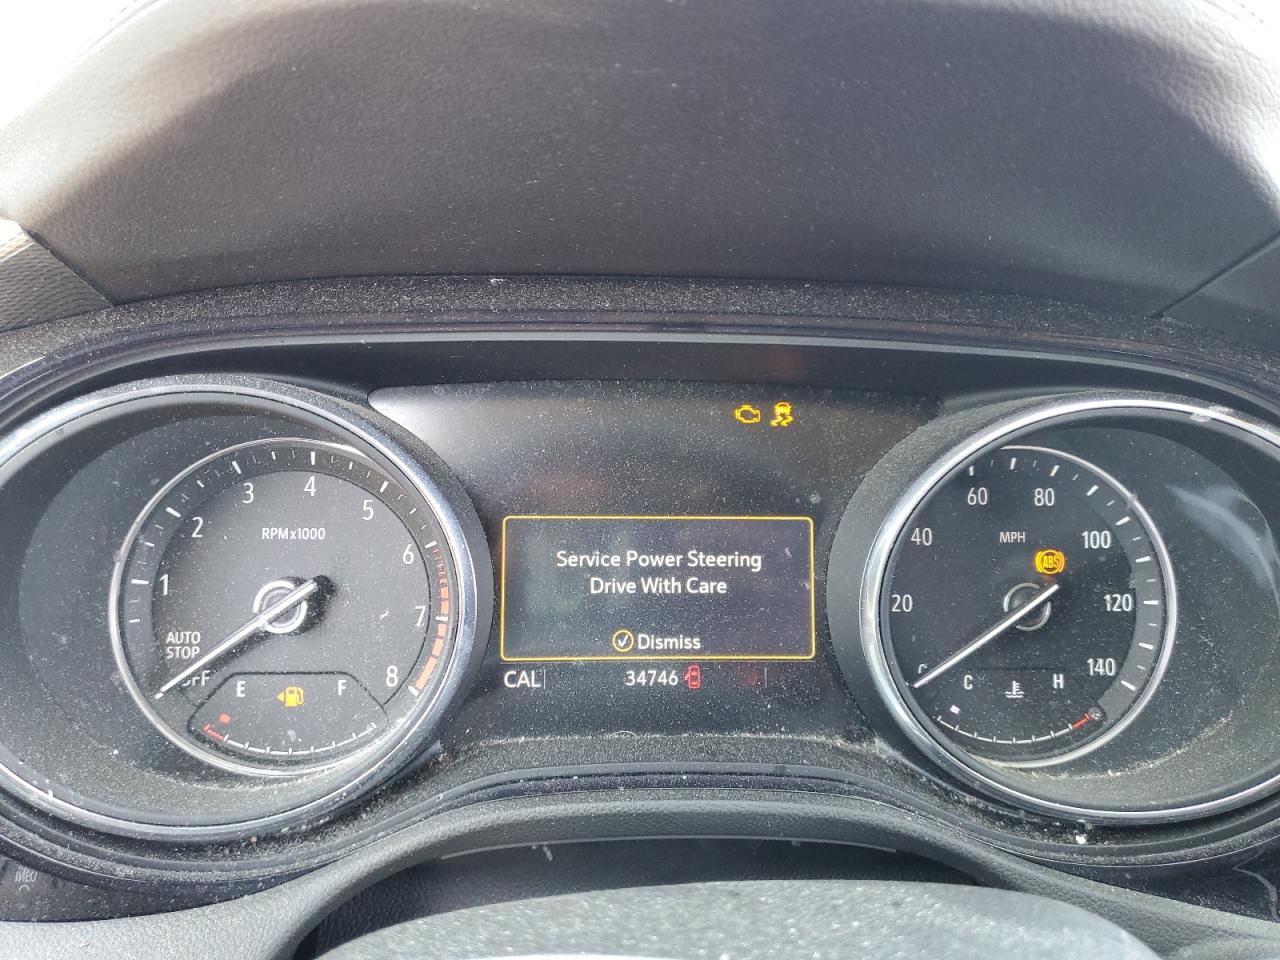 1
2
3
4
5
6
7
8
RPMx1000
AUTO
STOP
E
F
Service Power Steering
Drive With Care
Dismiss
CAL
34746
20
40
60
80
100
120
140
MPH
ABS
C
H